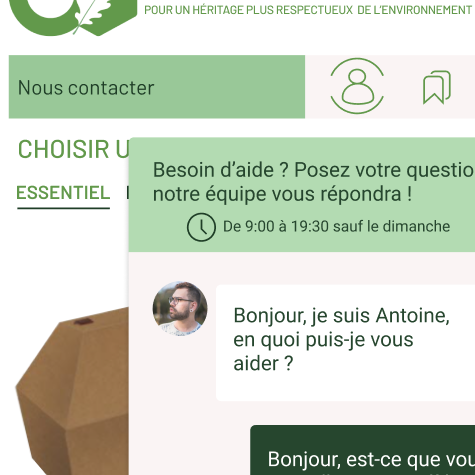 POUR UN HÉRITAGE PLUS RESPECTUEUX DE L'ENVIRONNEMENT
Nous contacter
CHOISIR
ESSENTIEL
Besoin d'aide ? Posez votre
notre équipe vous répondra !
De 9:00 à 19:30 sauf le dimanche
Bonjour, je suis Antoine,
en quoi puis-je vous
aider ?
Bonjour, est-ce que